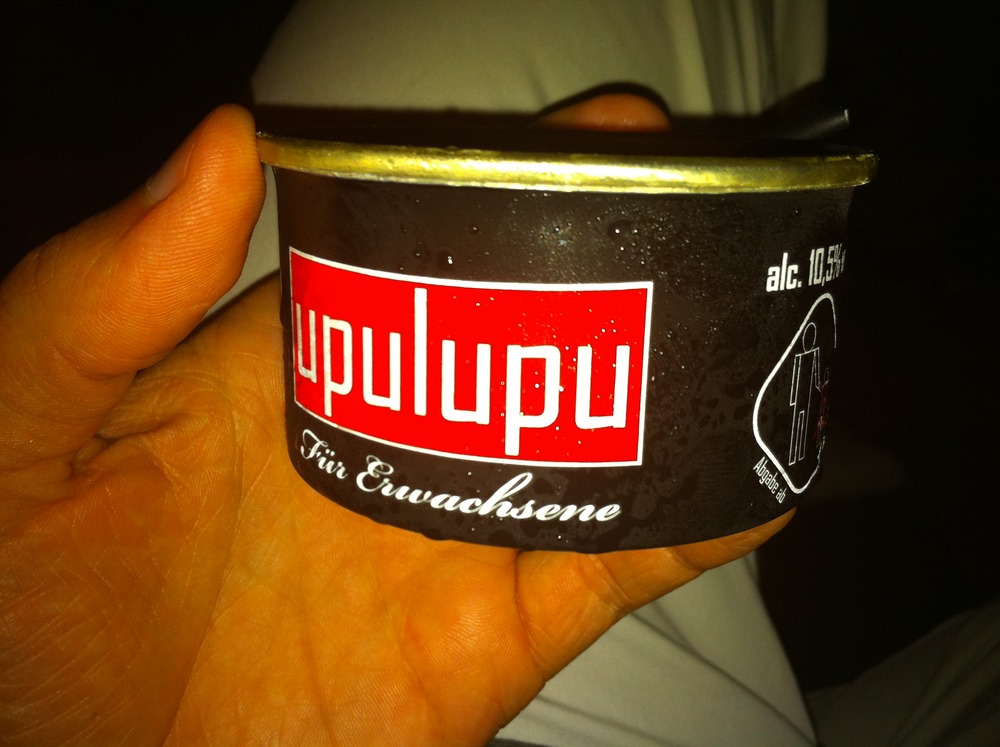 upulupu
Für Erwachsene
alc. 10,5%
Abgabe ab